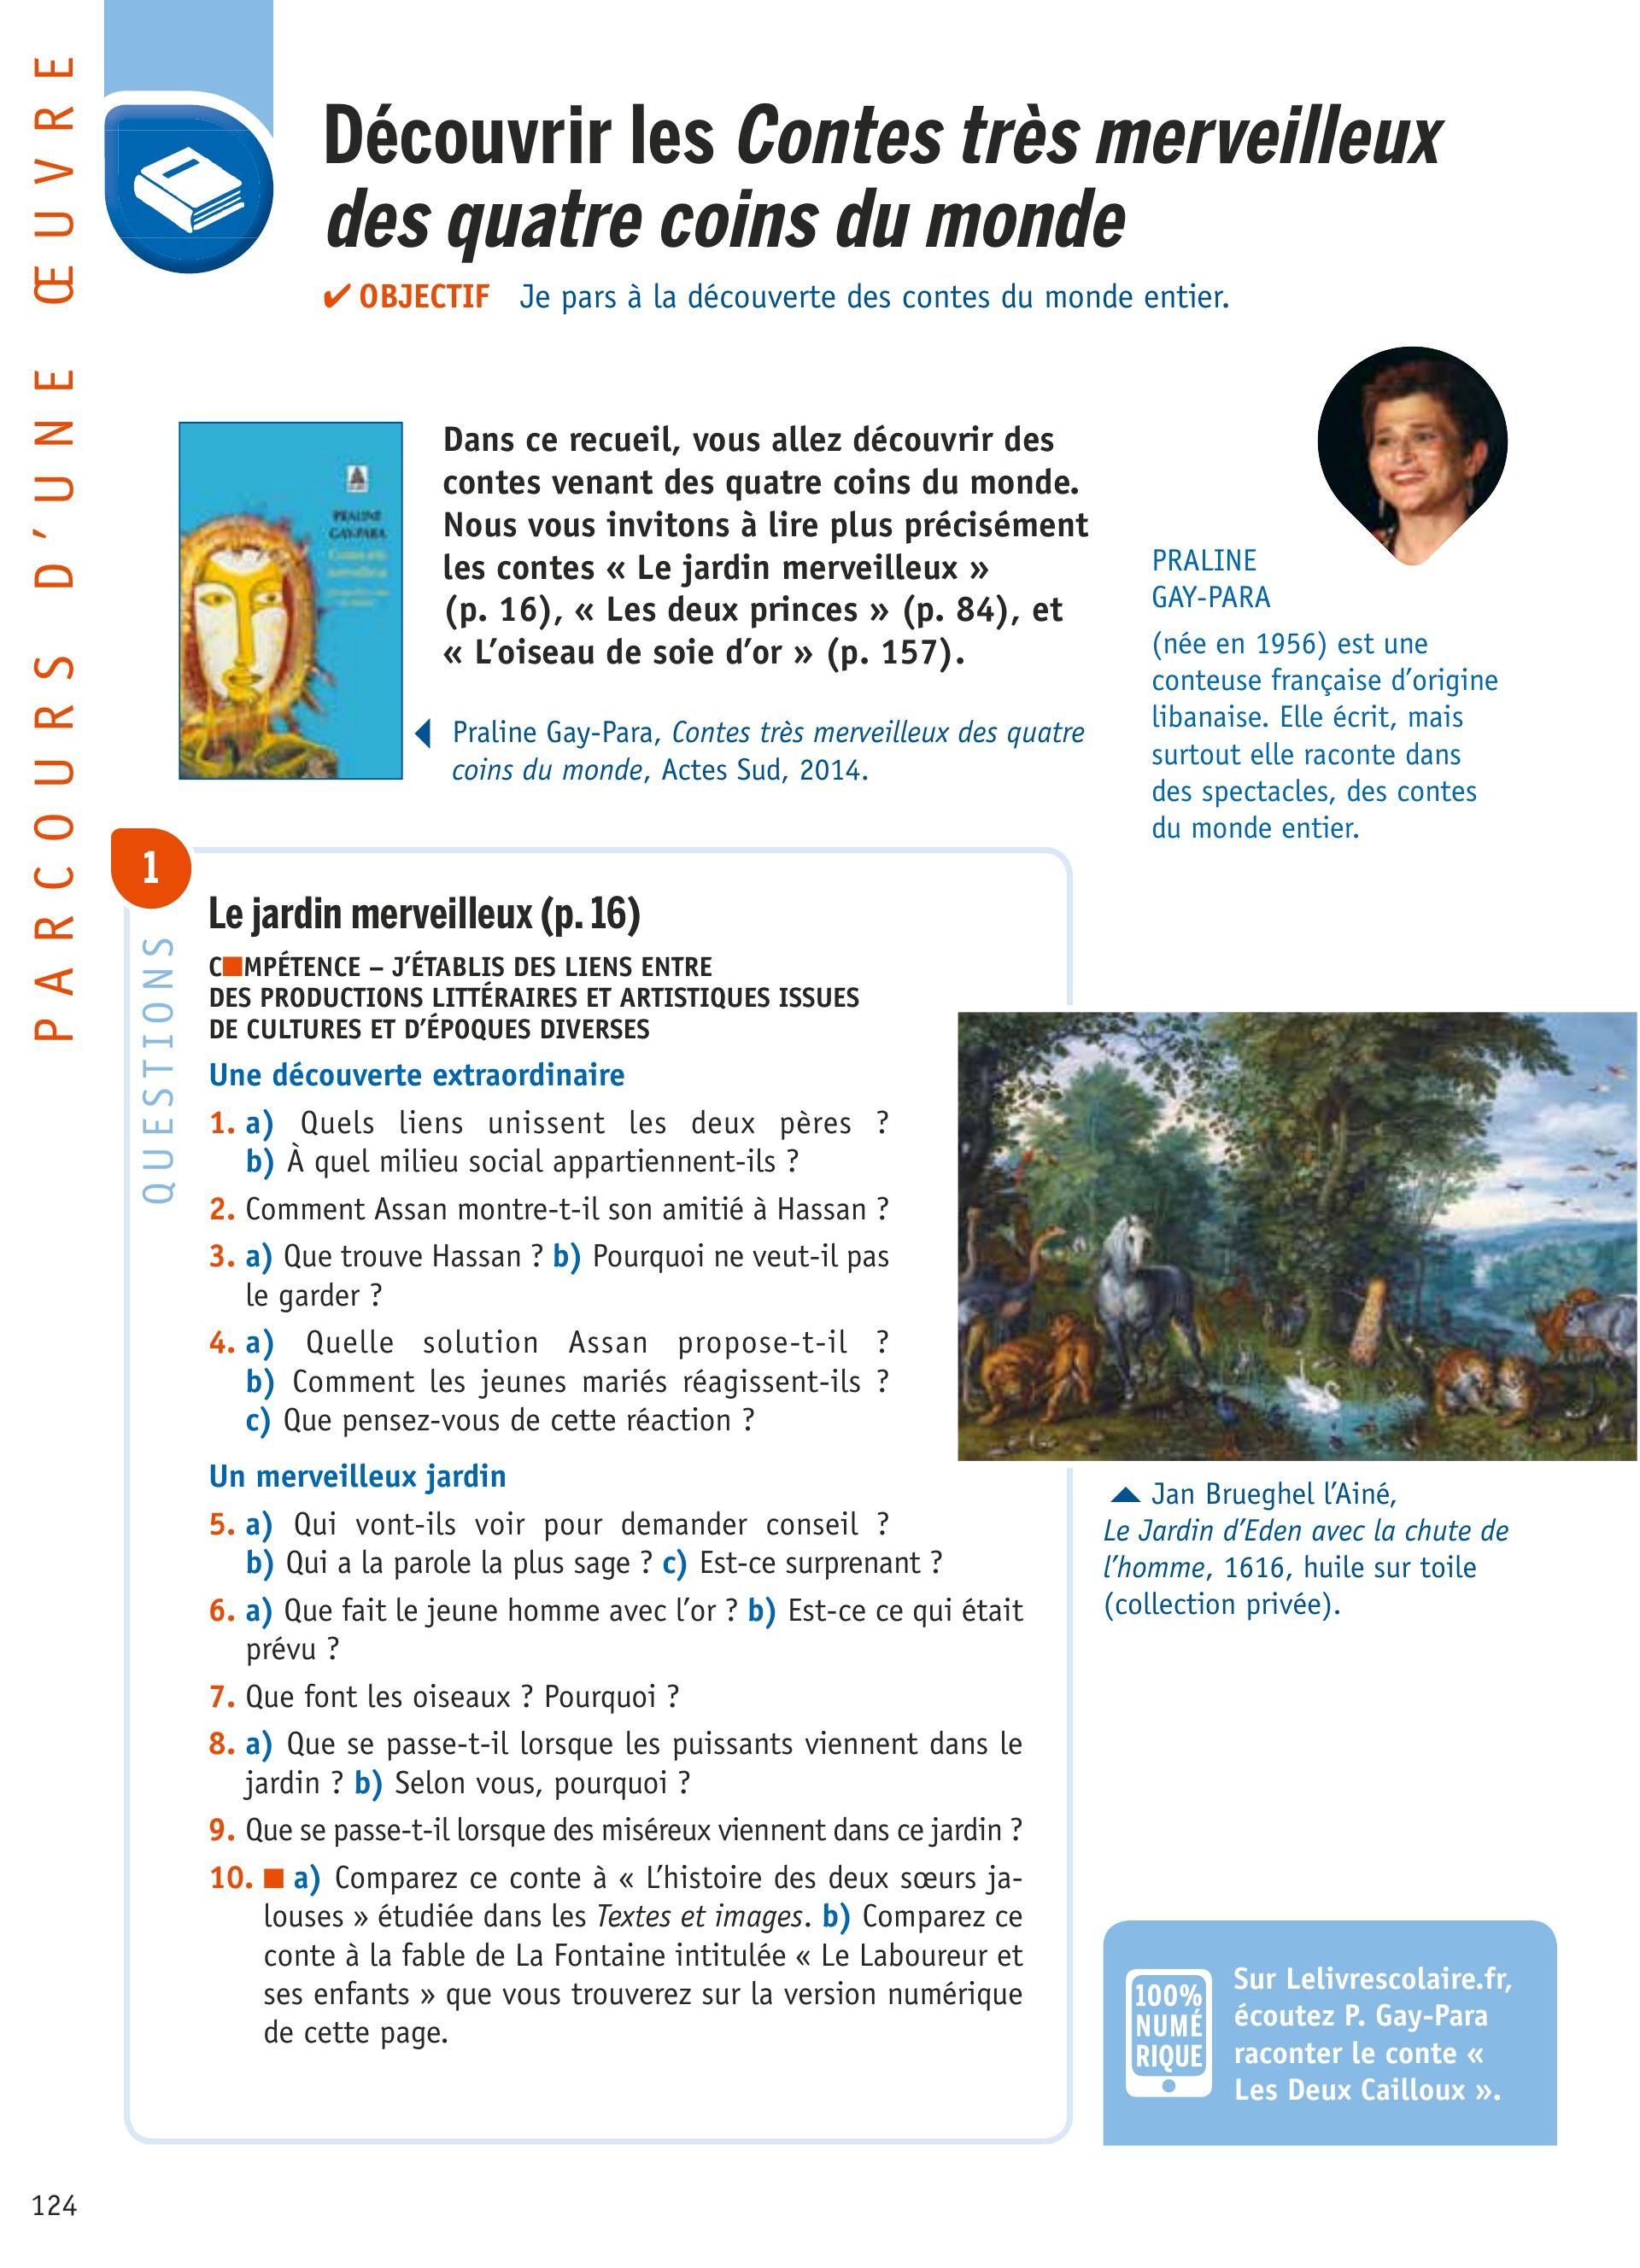 PARCOURS D'UNE ŒUVRE
Découvrir les Contes très merveilleux
des quatre coins du monde
✔ OBJECTIF Je pars à la découverte des contes du monde entier.
PRALINE
GAY-PARA
Dans ce recueil, vous allez découvrir des
contes venant des quatre coins du monde.
Nous vous invitons à lire plus précisément
les contes « Le jardin merveilleux »
(p. 16), « Les deux princes » (p. 84), et
« L'oiseau de soie d'or » (p. 157).
Praline Gay-Para, Contes très merveilleux des quatre
coins du monde, Actes Sud, 2014.
PRALINE
GAY-PARA
(née en 1956) est une
conteuse française d'origine
libanaise. Elle écrit, mais
surtout elle raconte dans
des spectacles, des contes
du monde entier.
1
QUESTIONS
Le jardin merveilleux (p. 16)
C■MPÉTENCE – J'ÉTABLIS DES LIENS ENTRE
DES PRODUCTIONS LITTÉRAIRES ET ARTISTIQUES ISSUES
DE CULTURES ET D'ÉPOQUES DIVERSES
Une découverte extraordinaire
1. a) Quels liens unissent les deux pères ?
b) À quel milieu social appartiennent-ils ?
2. Comment Assan montre-t-il son amitié à Hassan ?
3. a) Que trouve Hassan ? b) Pourquoi ne veut-il pas
le garder ?
4. a) Quelle solution Assan propose-t-il ?
b) Comment les jeunes mariés réagissent-ils ?
c) Que pensez-vous de cette réaction ?
Un merveilleux jardin
5. a) Qui vont-ils voir pour demander conseil ?
b) Qui a la parole la plus sage ? c) Est-ce surprenant ?
6. a) Que fait le jeune homme avec l'or ? b) Est-ce ce qui était
prévu ?
7. Que font les oiseaux ? Pourquoi ?
8. a) Que se passe-t-il lorsque les puissants viennent dans le
jardin ? b) Selon vous, pourquoi ?
9. Que se passe-t-il lorsque des miséreux viennent dans ce jardin ?
10. ■ a) Comparez ce conte à « L'histoire des deux sœurs ja-
louses » étudiée dans les Textes et images. b) Comparez ce
conte à la fable de La Fontaine intitulée « Le Laboureur et
ses enfants » que vous trouverez sur la version numérique
de cette page.
Jan Brueghel l'Ainé,
Le Jardin d'Eden avec la chute de
l'homme, 1616, huile sur toile
(collection privée).
100%
NUMÉ
RIQUE
Sur Lelivrescolaire.fr,
écoutez P. Gay-Para
raconter le conte «
Les Deux Cailloux ».
124